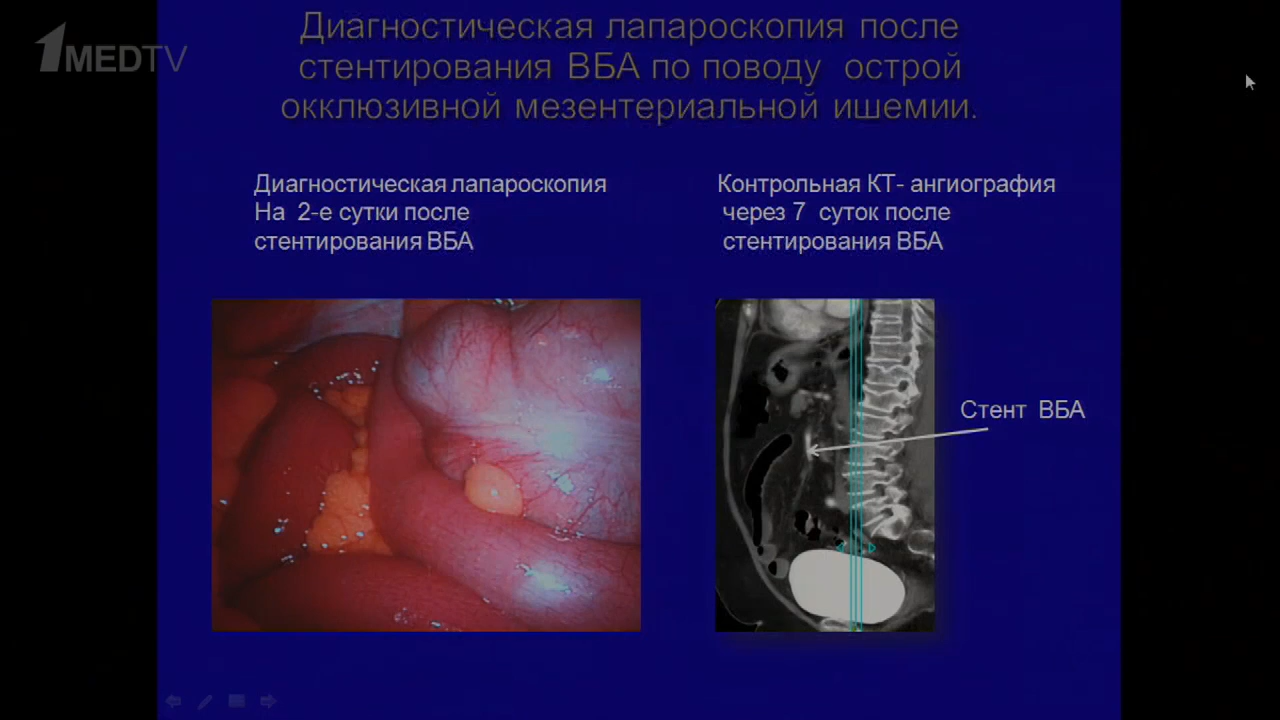 1MEDTV
Диагностическая лапароскопия после
стентирования ВБА по поводу острой
окклюзивной мезентериальной ишемии.
Диагностическая лапароскопия
На 2-е сутки после
стентирования ВБА
Контрольная КТ- ангиография
через 7 суток после
стентирования ВБА
Стент ВБА